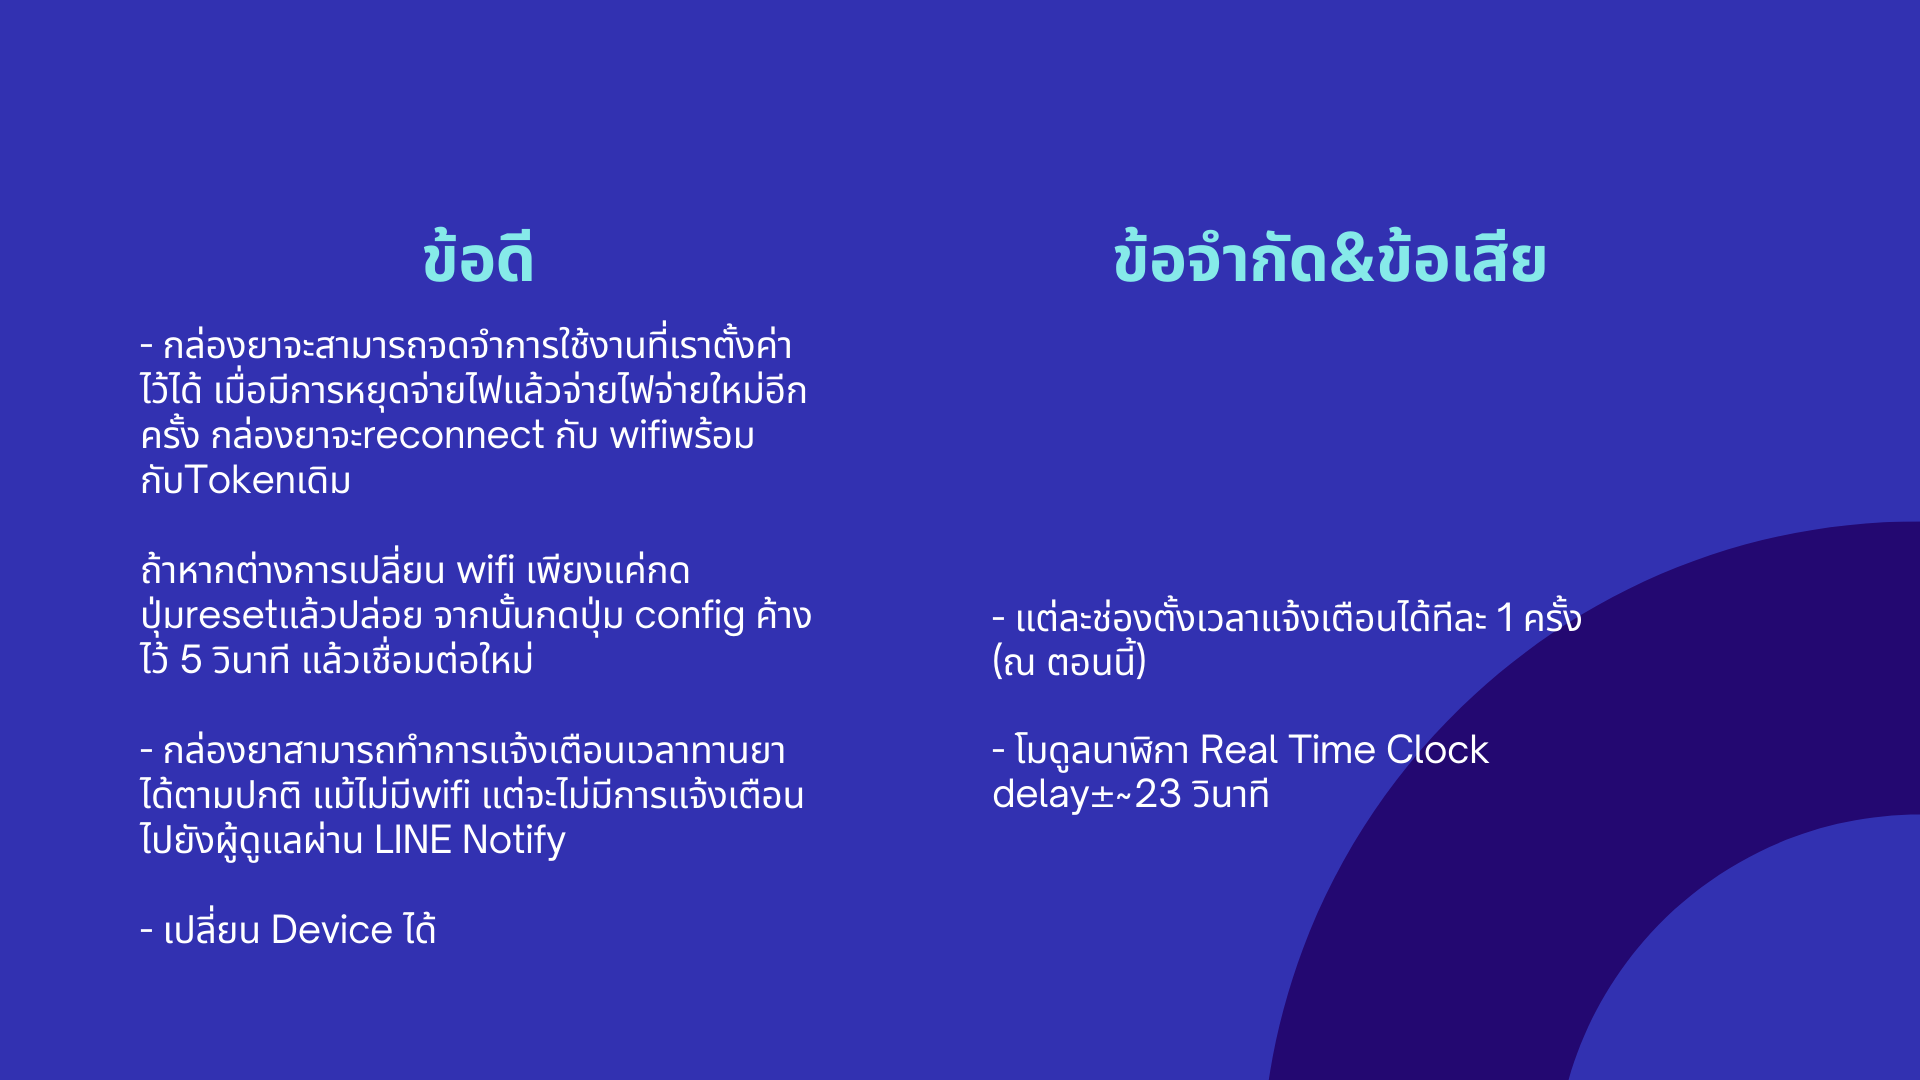 ข้อดี
- กล่องยาจะสามารถจดจำการใช้งานที่เราตั้งค่า
ไว้ได้ เมื่อมีการหยุดจ่ายไฟแล้วจ่ายไฟจ่ายใหม่อีก
ครั้ง กล่องยาจะreconnect กับ wifiพร้อม
กับTokenเดิม
ถ้าหากต่างการเปลี่ยน wifi เพียงแค่กด
ปุ่มresetแล้วปล่อย จากนั้นกดปุ่ม config ค้าง
ไว้ 5 วินาที แล้วเชื่อมต่อใหม่
- กล่องยาสามารถทำการแจ้งเตือนเวลาทานยา
ได้ตามปกติ แม้ไม่มีwifi แต่จะไม่มีการแจ้งเตือน
ไปยังผู้ดูแลผ่าน LINE Notify
- เปลี่ยน Device ได้
ข้อจำกัด&ข้อเสีย
- แต่ละช่องตั้งเวลาแจ้งเตือนได้ทีละ 1 ครั้ง
(ณ ตอนนี้)
- โมดูลนาฬิกา Real Time Clock
delay±~23 วินาที